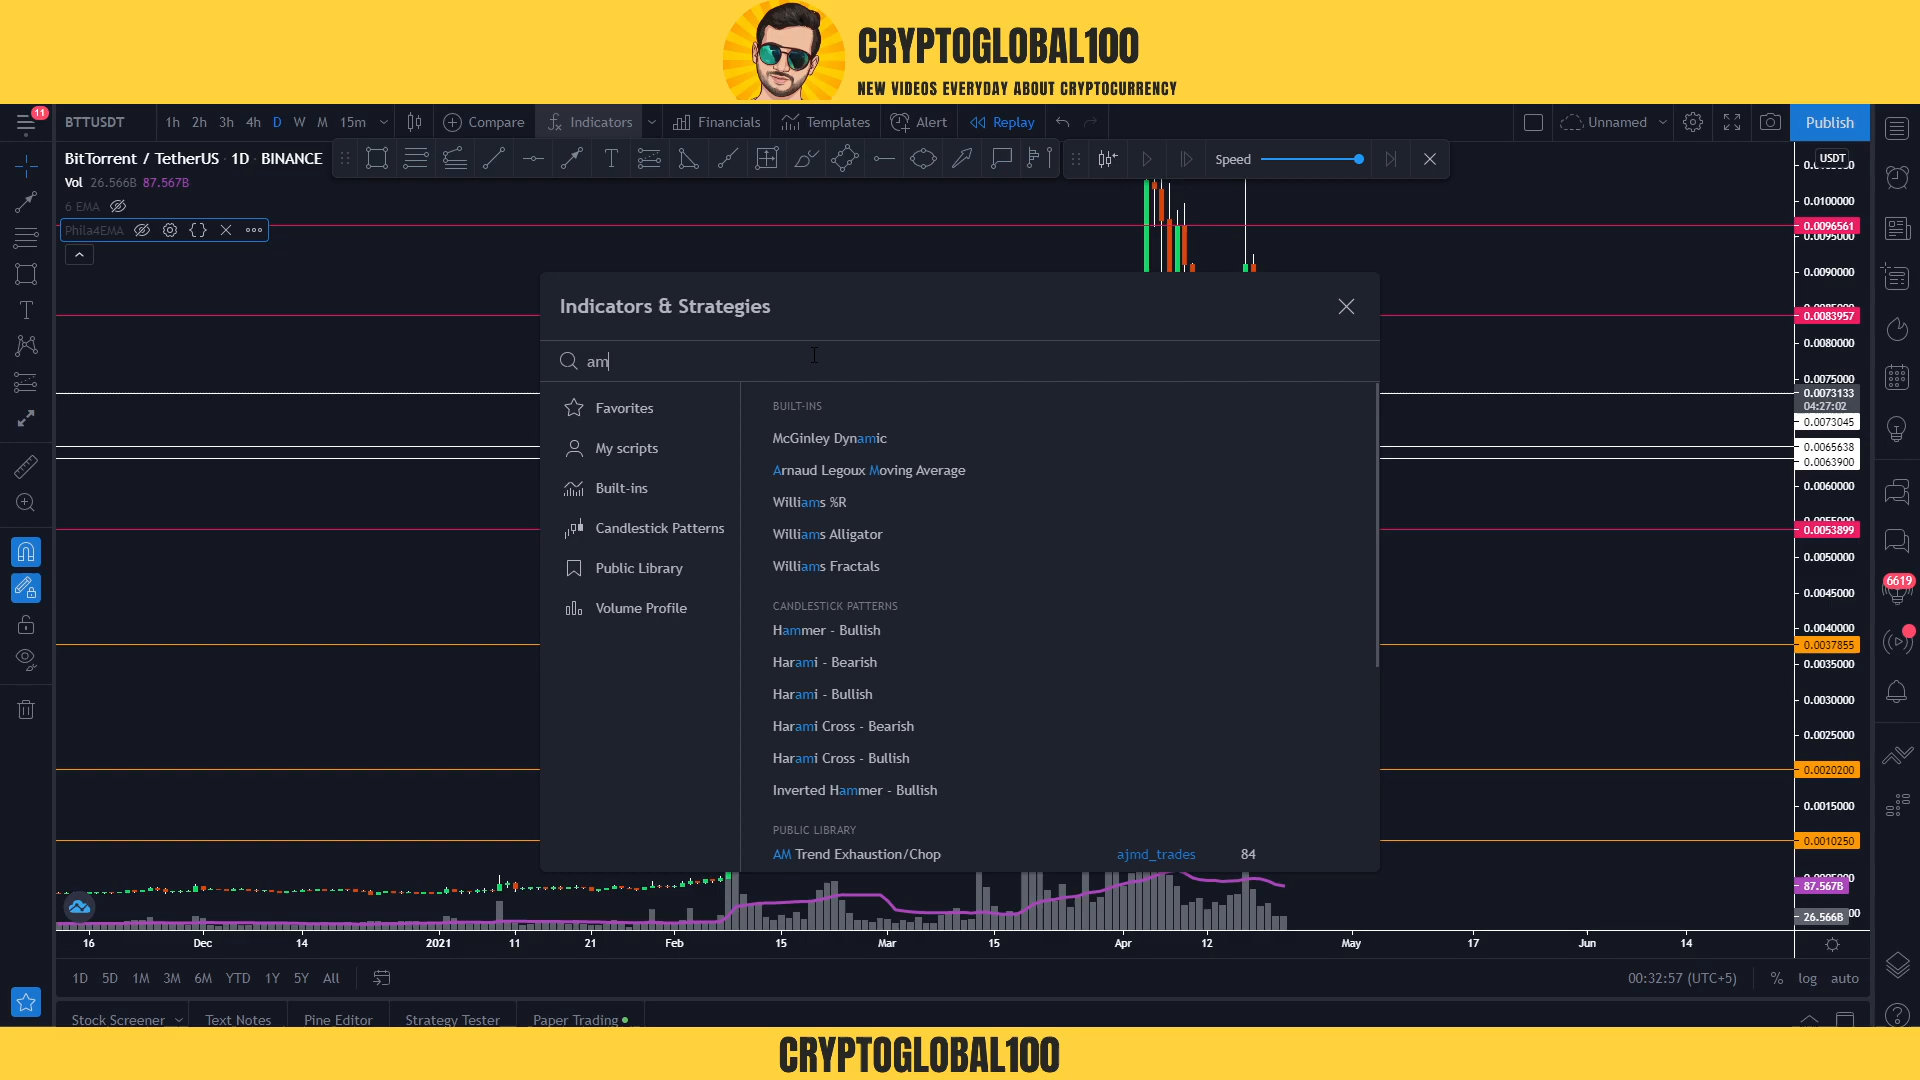 CRYPTOGLOBAL100
NEW VIDEOS EVERYDAY ABOUT CRYPTOCURRENCY
11
BTTUSDT 1h 2h 3h 4h D W M 15m Compare Indicators Financials Templates Alert Replay Unnamed Publish
BitTorrent / TetherUS · 1D · BINANCE T Speed USDT
Vol 26.566B 87.567B
6 EMA
Phila4EMA
0.0100000
0.0096561
0.0095000
0.0090000
0.0083957
0.0080000
0.0075000
0.0073133
04:27:02
0.0073045
0.0065638
0.0063900
0.0060000
0.0053899
0.0050000
0.0045000
0.0040000
0.0037855
0.0035000
0.0030000
0.0025000
0.0020200
0.0015000
0.0010250
87.567B
26.566B
6619
Indicators & Strategies
am
Favorites
My scripts
Built-ins
Candlestick Patterns
Public Library
Volume Profile
BUILT-INS
McGinley Dynamic
Arnaud Legoux Moving Average
Williams %R
Williams Alligator
Williams Fractals
CANDLESTICK PATTERNS
Hammer - Bullish
Harami - Bearish
Harami - Bullish
Harami Cross - Bearish
Harami Cross - Bullish
Inverted Hammer - Bullish
PUBLIC LIBRARY
AM Trend Exhaustion/Chop ajmd_trades 84
16 Dec 14 2021 11 21 Feb 15 Mar 15 Apr 12 May 17 Jun 14
1D 5D 1M 3M 6M YTD 1Y 5Y All 00:32:57 (UTC+5) % log auto
Stock Screener Text Notes Pine Editor Strategy Tester Paper Trading
CRYPTOGLOBAL100